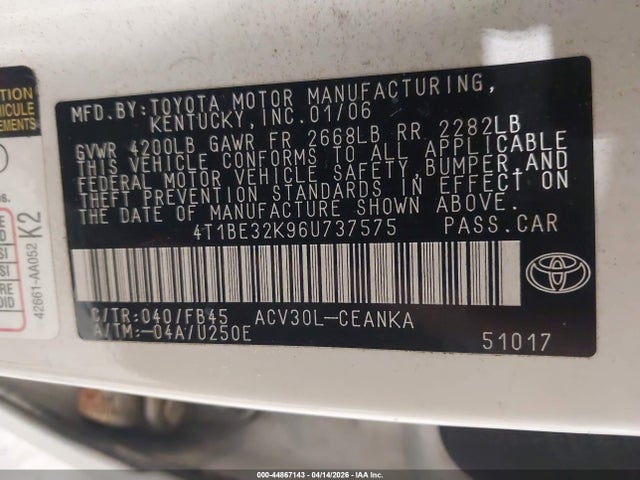 MFD.BY:TOYOTA MOTOR MANUFACTURING,
KENTUCKY, INC.01/06
GVWR 4200LB GAWR FR 2668LB RR 2282LB
THIS VEHICLE CONFORMS TO ALL APPLICABLE
FEDERAL MOTOR VEHICLE SAFETY,BUMPER,AND
THEFT PREVENTION STANDARDS IN EFFECT ON
THE DATE OF MANUFACTURE SHOWN ABOVE.
4T1BE32K96U737575 PASS.CAR
C/TR:040/FB45 ACV30L-CEANKA
A/TM:-04A/U250E
51017
42661-AA052 K2
000-44867143 - 04/14/2026 - IAA Inc.